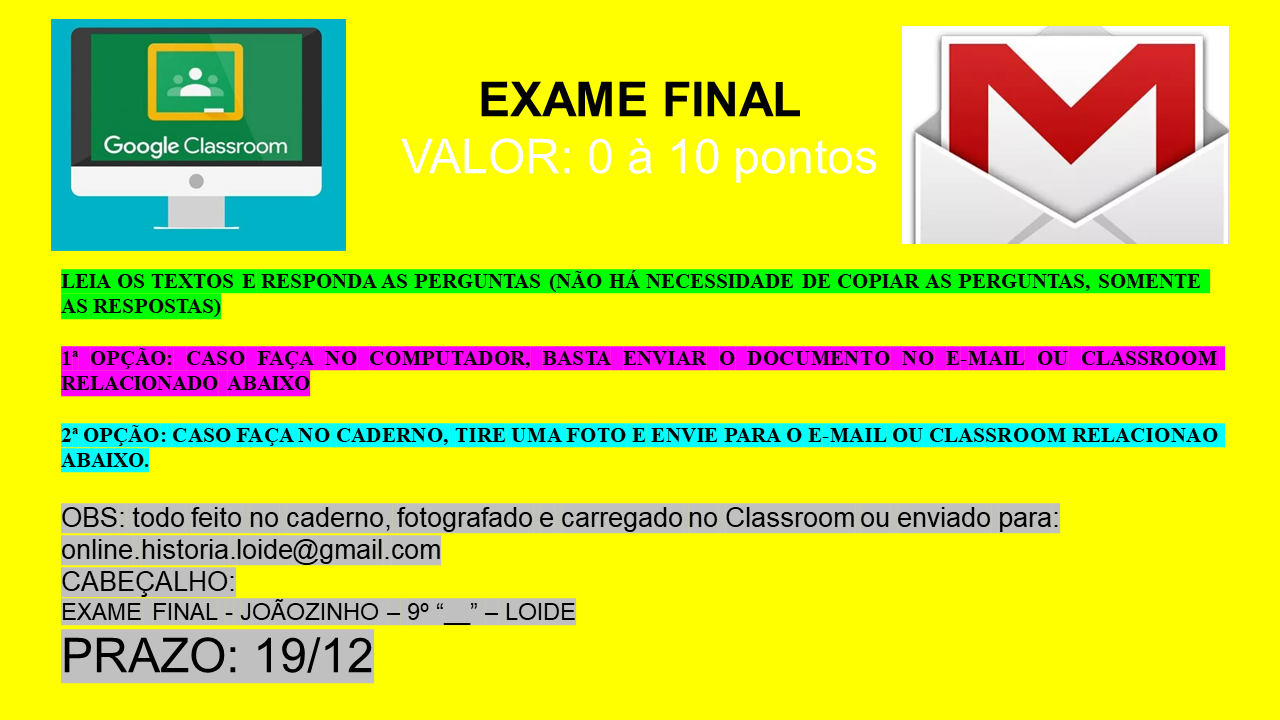 Google Classroom
EXAME FINAL
VALOR: 0 à 10 pontos
LEIA OS TEXTOS E RESPONDA AS PERGUNTAS (NÃO HÁ NECESSIDADE DE COPIAR AS PERGUNTAS, SOMENTE
AS RESPOSTAS)
1ª OPÇÃO: CASO FAÇA NO COMPUTADOR, BASTA ENVIAR O DOCUMENTO NO E-MAIL OU CLASSROOM
RELACIONADO ABAIXO
2ª OPÇÃO: CASO FAÇA NO CADERNO, TIRE UMA FOTO E ENVIE PARA O E-MAIL OU CLASSROOM RELACIONAO
ABAIXO.
OBS: todo feito no caderno, fotografado e carregado no Classroom ou enviado para:
online.historia.loide@gmail.com
CABEÇALHO:
EXAME FINAL - JOÃOZINHO – 9º “__” – LOIDE
PRAZO: 19/12